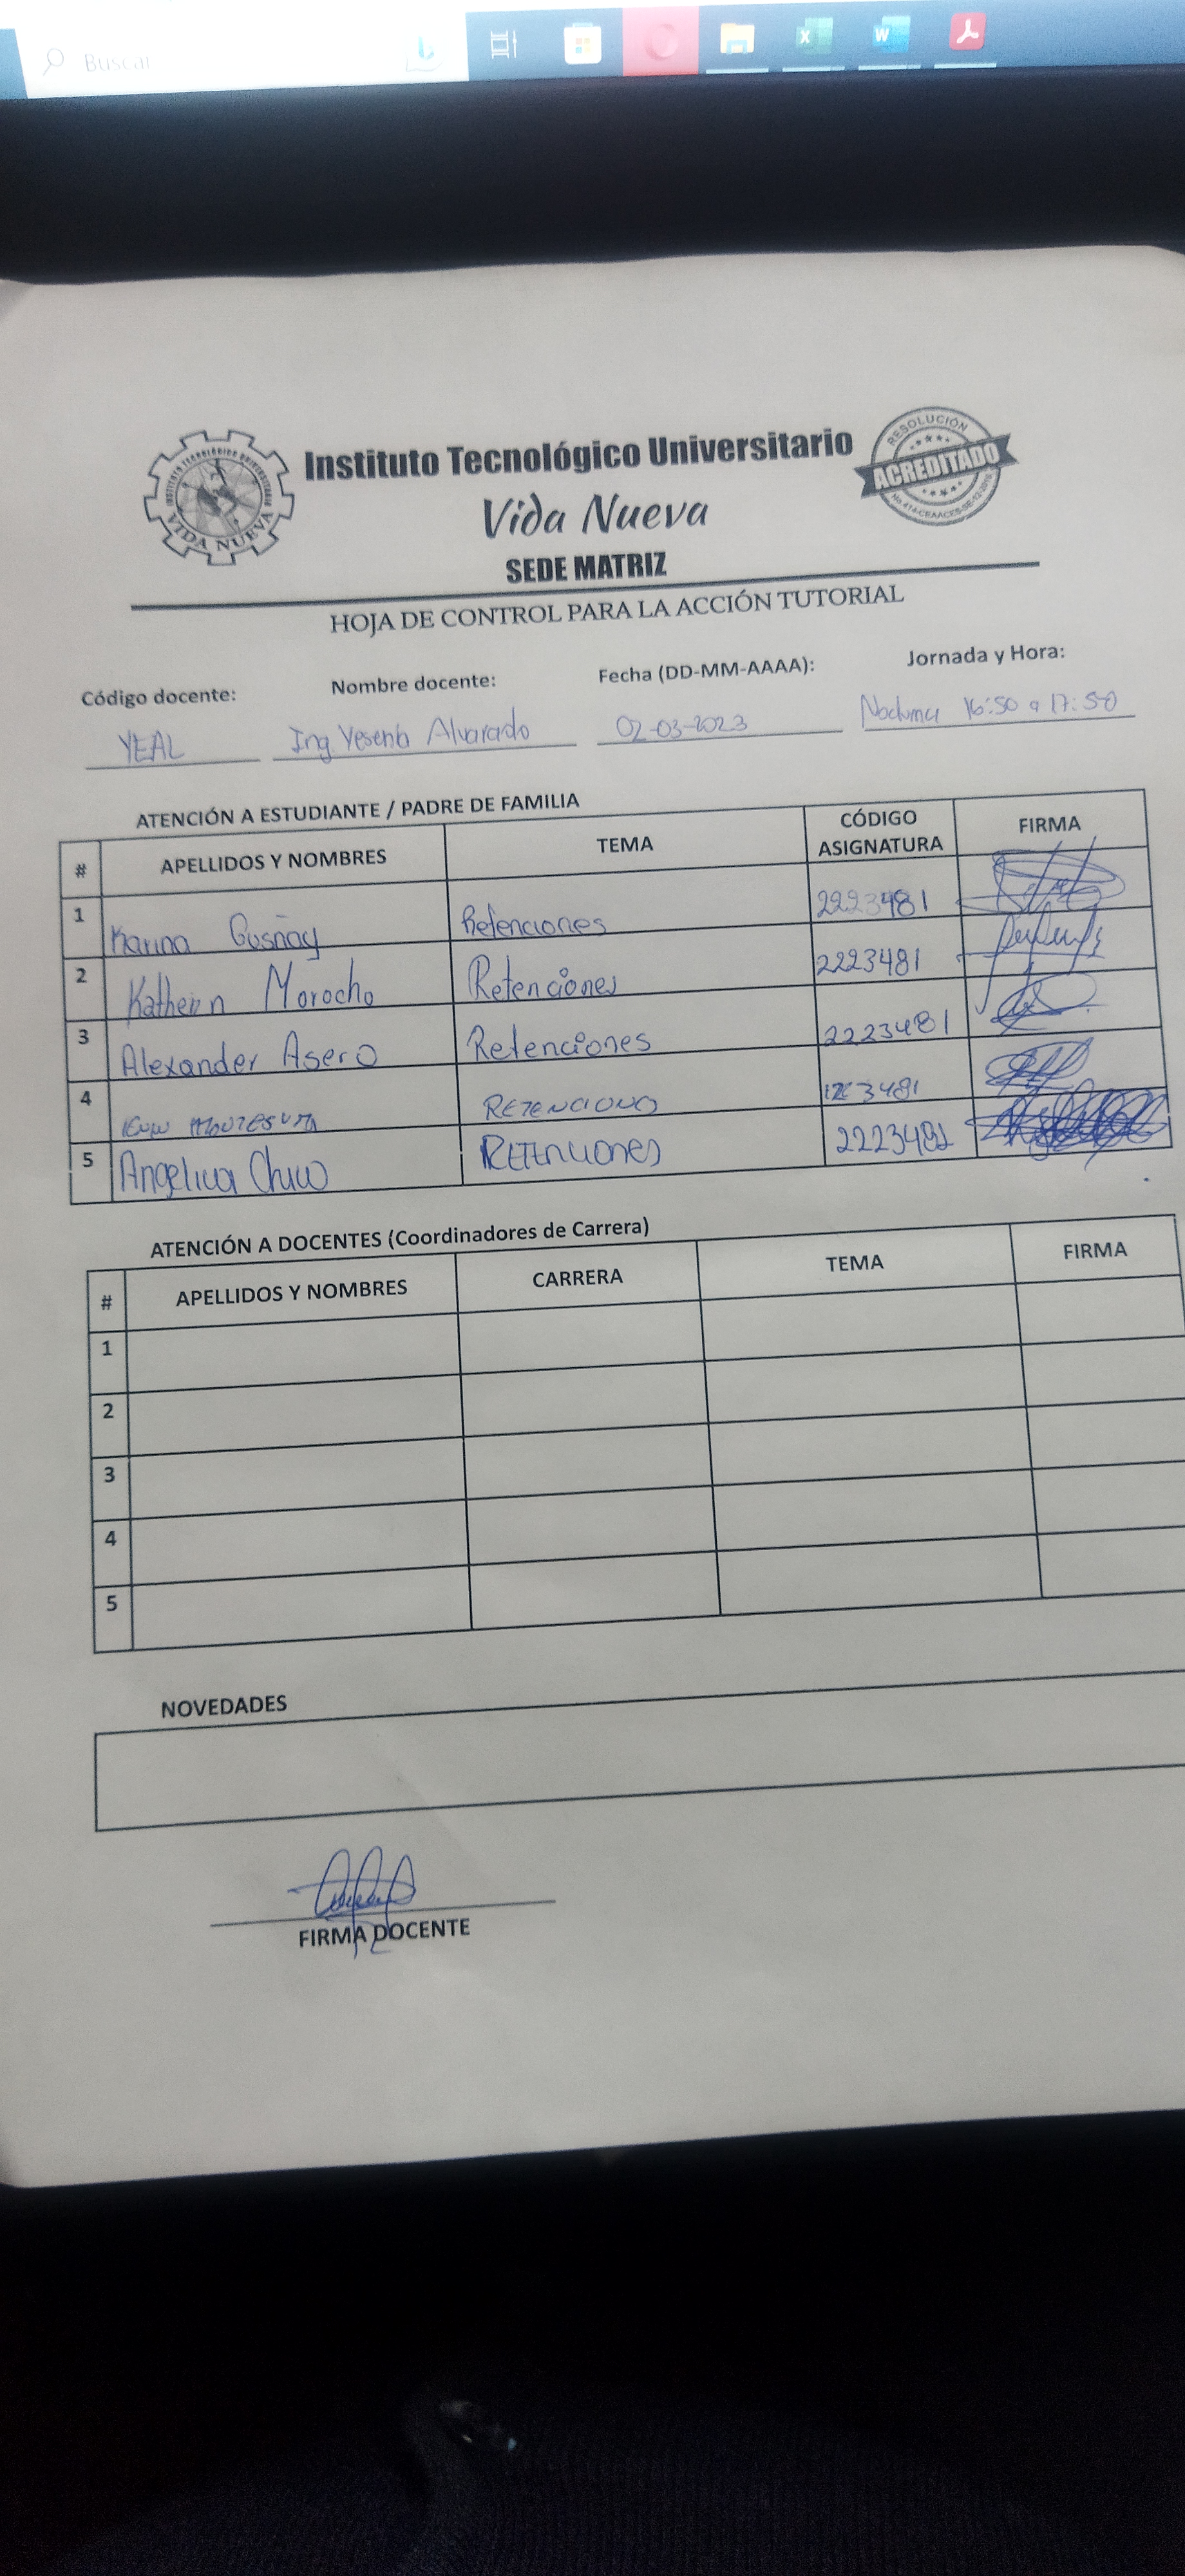 Buscar
Instituto Tecnológico Universitario
Vida Nueva
SEDE MATRIZ
INSTITUTO TECNOLÓGICO UNIVERSITARIO
VIDA NUEVA
RESOLUCIÓN
ACREDITADO
HOJA DE CONTROL PARA LA ACCIÓN TUTORIAL
Código docente: Nombre docente: Fecha (DD-MM-AAAA): Jornada y Hora:
YEAL Ing. Yesenia Alvarado 02-03-2023 Nocturna 16:50 a 17:50
ATENCIÓN A ESTUDIANTE / PADRE DE FAMILIA
# APELLIDOS Y NOMBRES TEMA CÓDIGO ASIGNATURA FIRMA
1 Karina Gusñay Retenciones 2223481
2 Katherin Morocho Retenciones 2223481
3 Alexander Asero Retenciones 2223481
4 RETENCIONES
5 Angelica Chico RETENCIONES
ATENCIÓN A DOCENTES (Coordinadores de Carrera)
# APELLIDOS Y NOMBRES CARRERA TEMA FIRMA
1
2
3
4
5
NOVEDADES
FIRMA DOCENTE